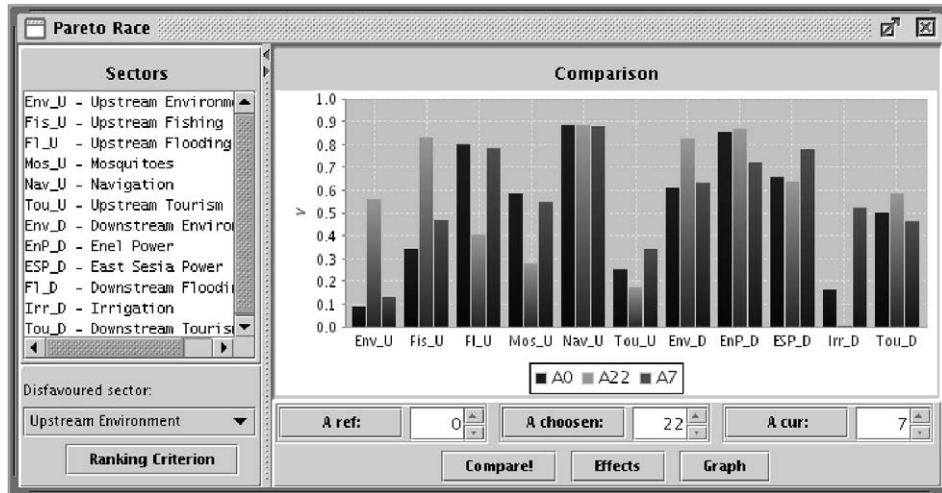 Pareto Race
Sectors
Env_U - Upstream Environm
Fis_U - Upstream Fishing
Fl_U - Upstream Flooding
Mos_U - Mosquitoes
Nav_U - Navigation
Tou_U - Upstream Tourism
Env_D - Downstream Enviro
EnP_D - Enel Power
ESP_D - East Sesia Power
Fl_D - Downstream Floodi
Irr_D - Irrigation
Tou_D - Downstream Touris
Disfavoured sector:
Upstream Environment
Ranking Criterion
Comparison
1.0
0.9
0.8
0.7
0.6
0.5
0.4
0.3
0.2
0.1
0.0
V
Env_U Fis_U Fl_U Mos_U Nav_U Tou_U Env_D EnP_D ESP_D Irr_D Tou_D
A0 A22 A7
A ref: 0 A choosen: 22 A cur: 7
Compare! Effects Graph